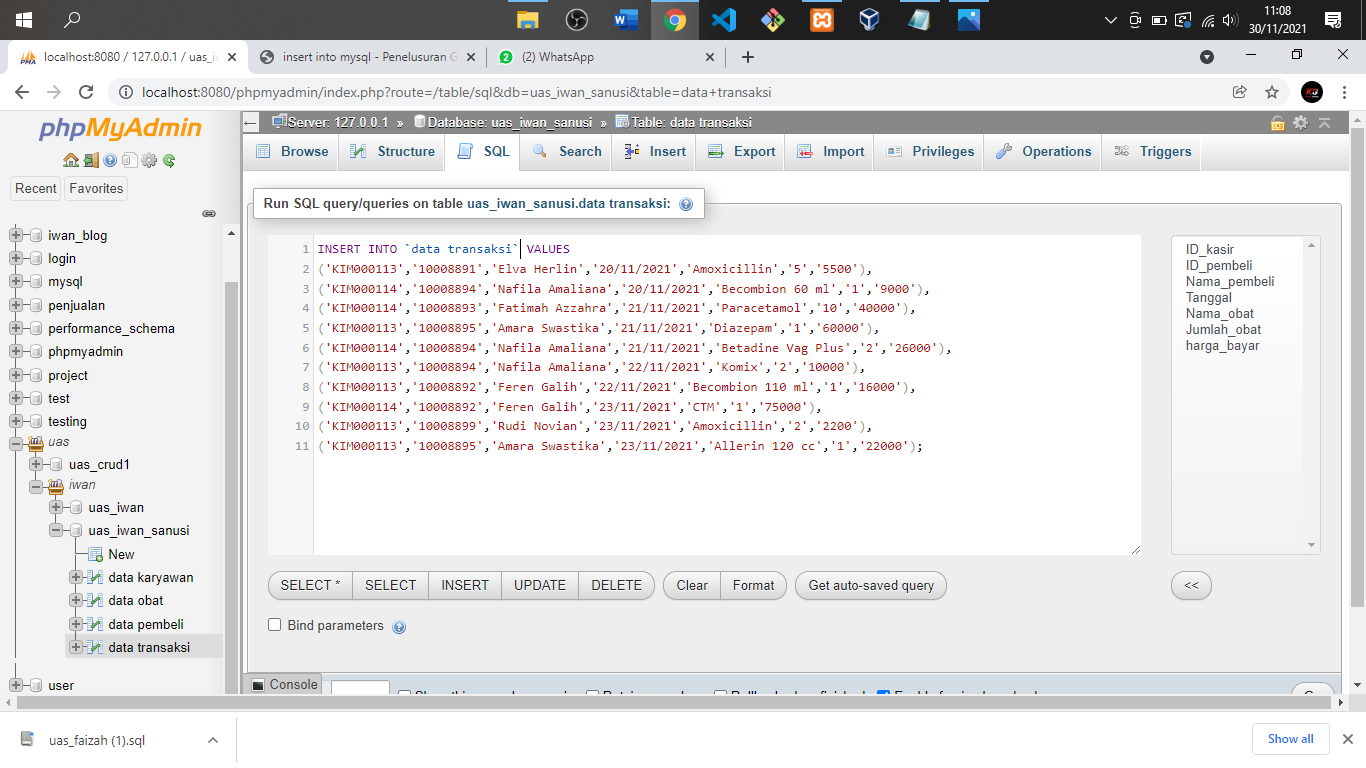 11:08
30/11/2021
localhost:8080 / 127.0.0.1 / uas_iv
insert into mysql - Penelusuran G
(2) WhatsApp
localhost:8080/phpmyadmin/index.php?route=/table/sql&db=uas_iwan_sanusi&table=data+transaksi
phpMyAdmin
Recent
Favorites
iwan_blog
login
mysql
penjualan
performance_schema
phpmyadmin
project
test
testing
uas
uas_crud1
iwan
uas_iwan
uas_iwan_sanusi
New
data karyawan
data obat
data pembeli
data transaksi
user
Server: 127.0.0.1 » Database: uas_iwan_sanusi » Table: data transaksi
Browse Structure SQL Search Insert Export Import Privileges Operations Triggers
Run SQL query/queries on table uas_iwan_sanusi.data transaksi:
1 INSERT INTO `data transaksi` VALUES
2 ('KIM000113','10008891','Elva Herlin','20/11/2021','Amoxicillin','5','5500'),
3 ('KIM000114','10008894','Nafila Amaliana','20/11/2021','Becombion 60 ml','1','9000'),
4 ('KIM000114','10008893','Fatimah Azzahra','21/11/2021','Paracetamol','10','40000'),
5 ('KIM000113','10008895','Amara Swastika','21/11/2021','Diazepam','1','60000'),
6 ('KIM000114','10008894','Nafila Amaliana','21/11/2021','Betadine Vag Plus','2','26000'),
7 ('KIM000113','10008894','Nafila Amaliana','22/11/2021','Komix','2','10000'),
8 ('KIM000113','10008892','Feren Galih','22/11/2021','Becombion 110 ml','1','16000'),
9 ('KIM000114','10008892','Feren Galih','23/11/2021','CTM','1','75000'),
10 ('KIM000113','10008899','Rudi Novian','23/11/2021','Amoxicillin','2','2200'),
11 ('KIM000113','10008895','Amara Swastika','23/11/2021','Allerin 120 cc','1','22000');
ID_kasir
ID_pembeli
Nama_pembeli
Tanggal
Nama_obat
Jumlah_obat
harga_bayar
SELECT * SELECT INSERT UPDATE DELETE Clear Format Get auto-saved query <<
Bind parameters
Console
uas_faizah (1).sql
Show all